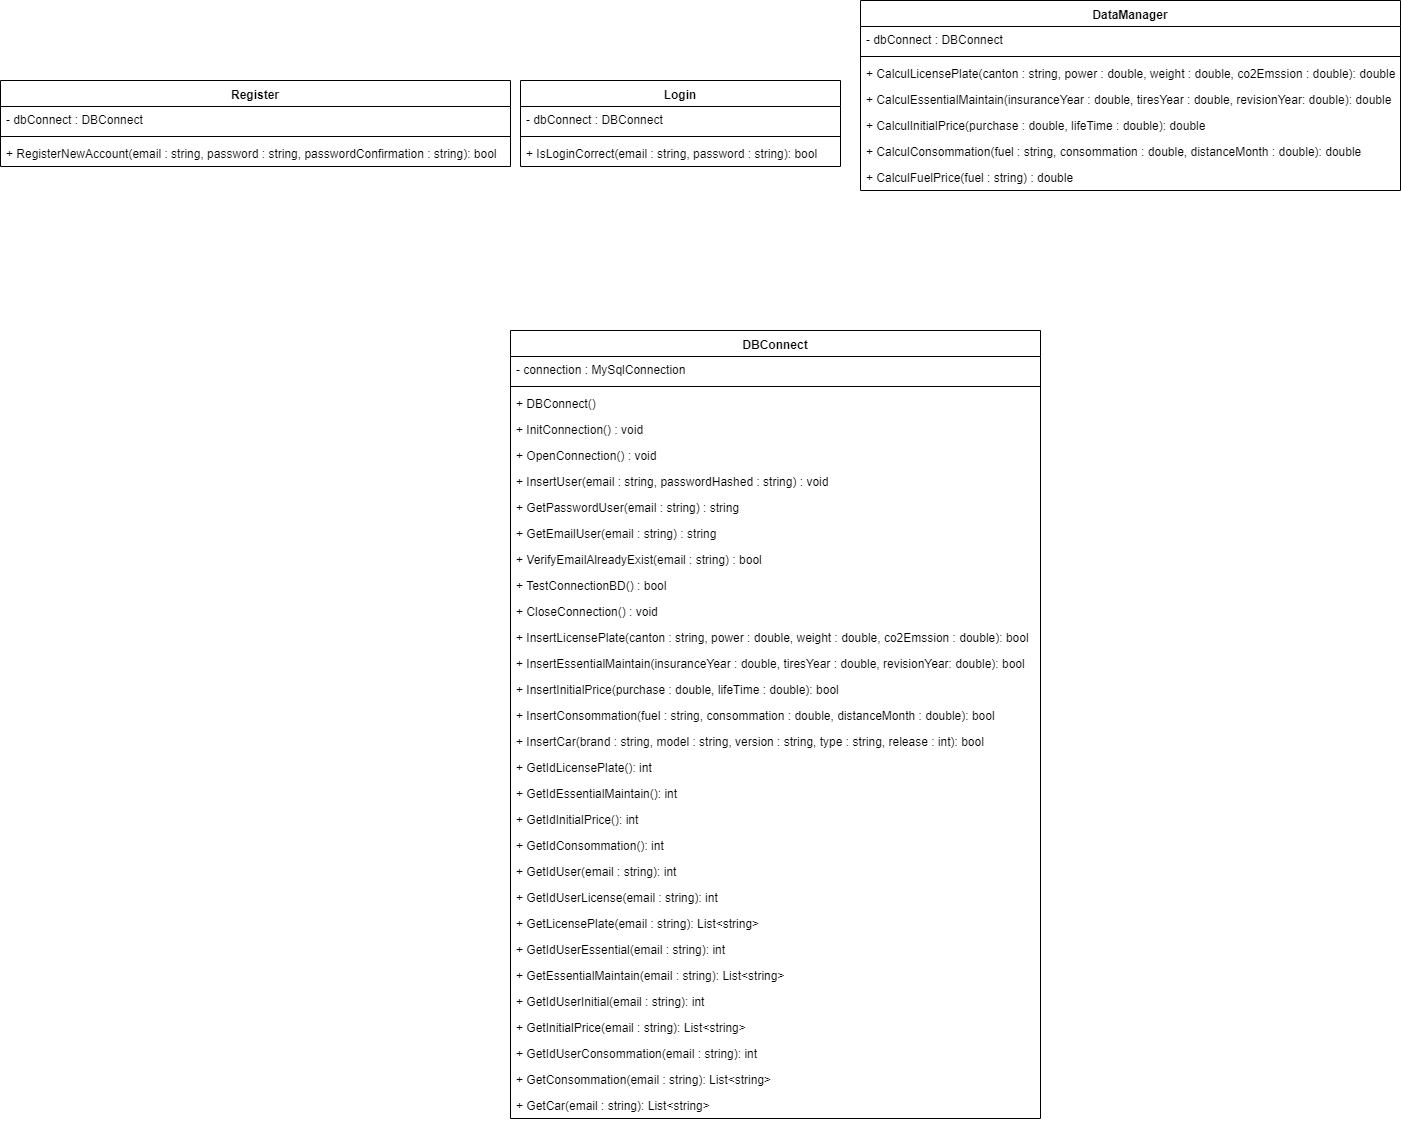 DataManager
- dbConnect : DBConnect
+ CalculLicensePlate(canton : string, power : double, weight : double, co2Emssion : double): double
+ CalculEssentialMaintain(insuranceYear : double, tiresYear : double, revisionYear: double): double
+ CalculInitialPrice(purchase : double, lifeTime : double): double
+ CalculConsommation(fuel : string, consommation : double, distanceMonth : double): double
+ CalculFuelPrice(fuel : string) : double
Register
- dbConnect : DBConnect
+ RegisterNewAccount(email : string, password : string, passwordConfirmation : string): bool
Login
- dbConnect : DBConnect
+ IsLoginCorrect(email : string, password : string): bool
DBConnect
- connection : MySqlConnection
+ DBConnect()
+ InitConnection() : void
+ OpenConnection() : void
+ InsertUser(email : string, passwordHashed : string) : void
+ GetPasswordUser(email : string) : string
+ GetEmailUser(email : string) : string
+ VerifyEmailAlreadyExist(email : string) : bool
+ TestConnectionBD() : bool
+ CloseConnection() : void
+ InsertLicensePlate(canton : string, power : double, weight : double, co2Emssion : double): bool
+ InsertEssentialMaintain(insuranceYear : double, tiresYear : double, revisionYear: double): bool
+ InsertInitialPrice(purchase : double, lifeTime : double): bool
+ InsertConsommation(fuel : string, consommation : double, distanceMonth : double): bool
+ InsertCar(brand : string, model : string, version : string, type : string, release : int): bool
+ GetIdLicensePlate(): int
+ GetIdEssentialMaintain(): int
+ GetIdInitialPrice(): int
+ GetIdConsommation(): int
+ GetIdUser(email : string): int
+ GetIdUserLicense(email : string): int
+ GetLicensePlate(email : string): List<string>
+ GetIdUserEssential(email : string): int
+ GetEssentialMaintain(email : string): List<string>
+ GetIdUserInitial(email : string): int
+ GetInitialPrice(email : string): List<string>
+ GetIdUserConsommation(email : string): int
+ GetConsommation(email : string): List<string>
+ GetCar(email : string): List<string>